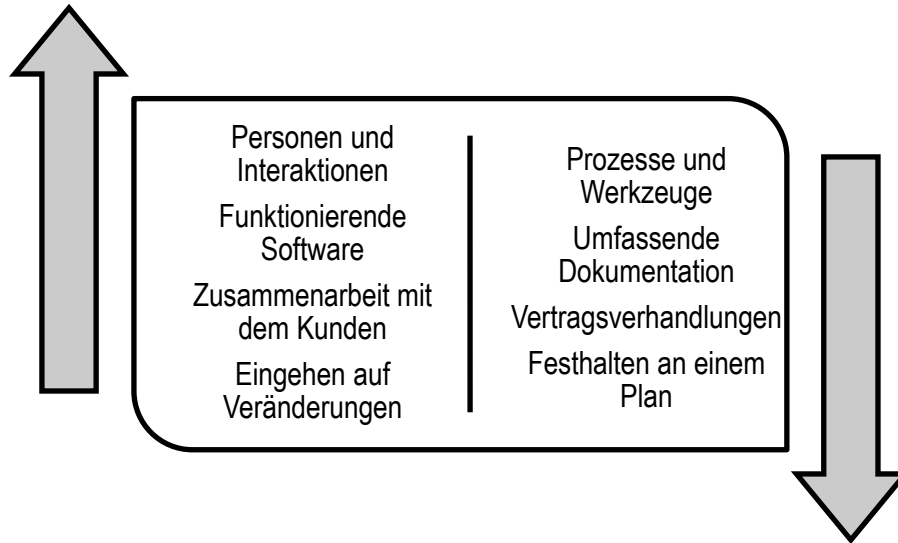 Personen und
Interaktionen
Funktionierende
Software
Zusammenarbeit mit
dem Kunden
Eingehen auf
Veränderungen
Prozesse und
Werkzeuge
Umfassende
Dokumentation
Vertragsverhandlungen
Festhalten an einem
Plan